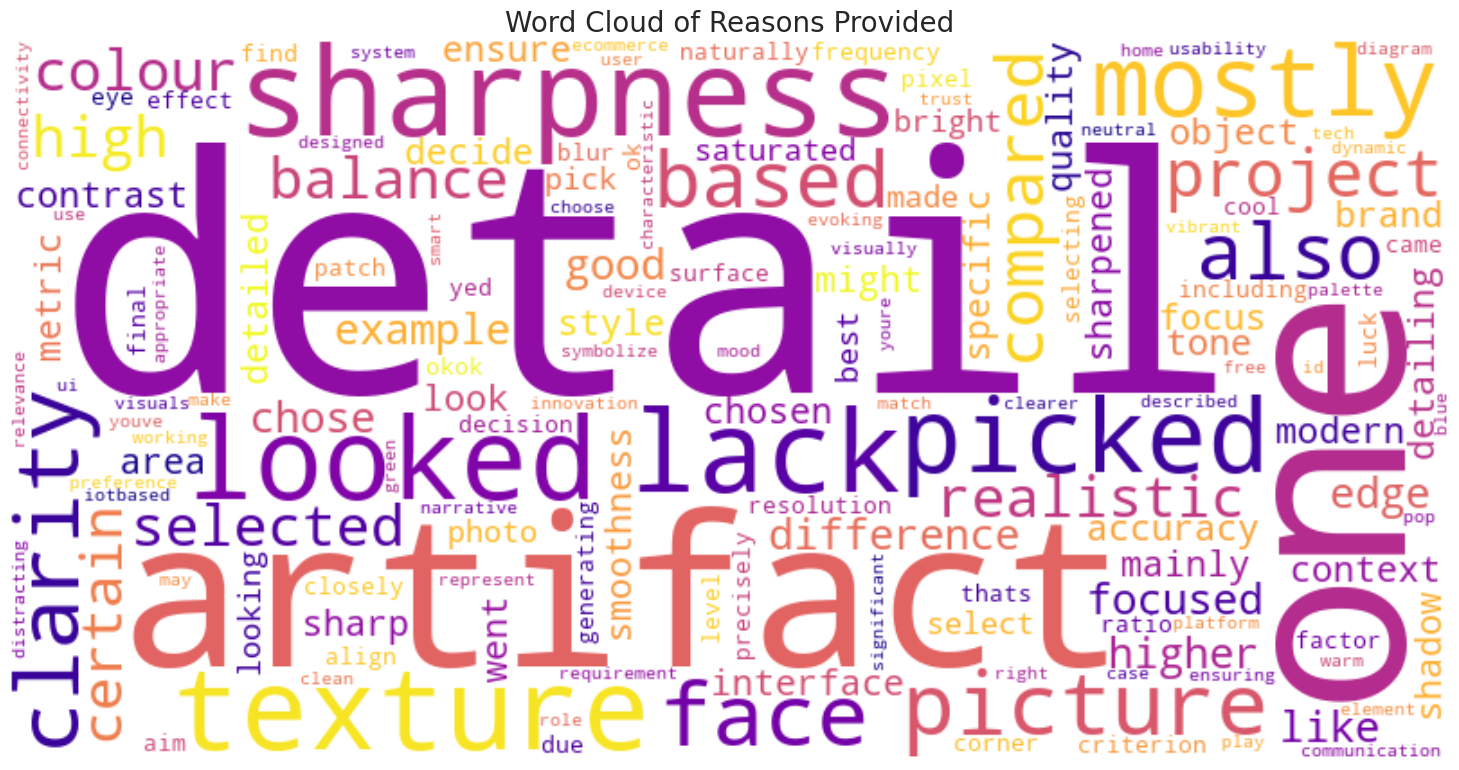 Word Cloud of Reasons Provided
connectivity
colour
find
system
ensure
ecommerce
user
naturally
frequency
home
usability
diagram
eye
effect
sharpness
pixel
trust
compared
quality
mostly
high
designed
decide
blur
ok
characteristic
bright
neutral
object
tech
dynamic
contrast
balance
pick
saturated
based
made
project
use
choose
evoking
cool
brand
vibrant
detail
metric
final
appropriate
detailed
patch
smart
yed
good
surface
device
visually
might
specific
selecting
sharpened
also
came
including
palette
example
style
symbolize
mood
best
youre
focus
tone
luck
detailing
okok
free
id
relevance
ui
visuals
make
youve
working
chose
look
innovation
decision
chosen
match
clearer
described
one
blue
modern
clarity
area
preference
iotbased
looked
green
lack
picked
certain
selected
narrative
photo
generating
smoothness
resolution
difference
realistic
accuracy
edge
pop
distracting
may
looking
closely
represent
artifact
level
precisely
significant
thats
mainly
context
focused
ratio
platform
sharp
align
went
select
higher
factor
warm
shadow
clean
requirement
interface
right
case
ensuring
texture
face
picture
element
like
aim
role
due
corner
criterion
play
communication